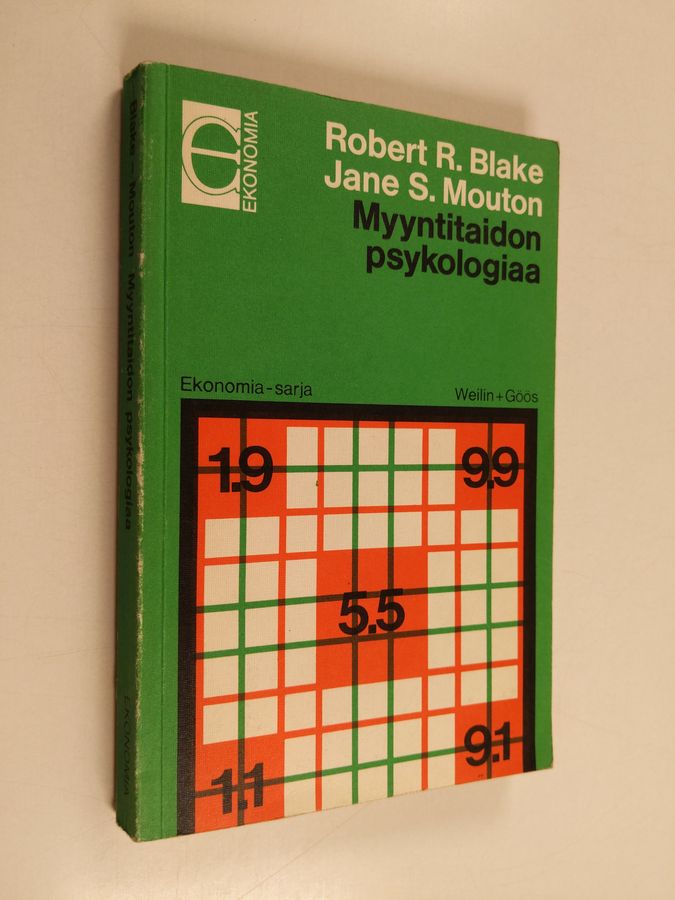 EKONOMIA
Robert R. Blake
Jane S. Mouton
Myyntitaidon
psykologiaa
Ekonomia-sarja
Weilin+Göös
1.9
9.9
5.5
1.1
9.1
Blake – Mouton Myyntitaidon psykologiaa
EKONOMIA